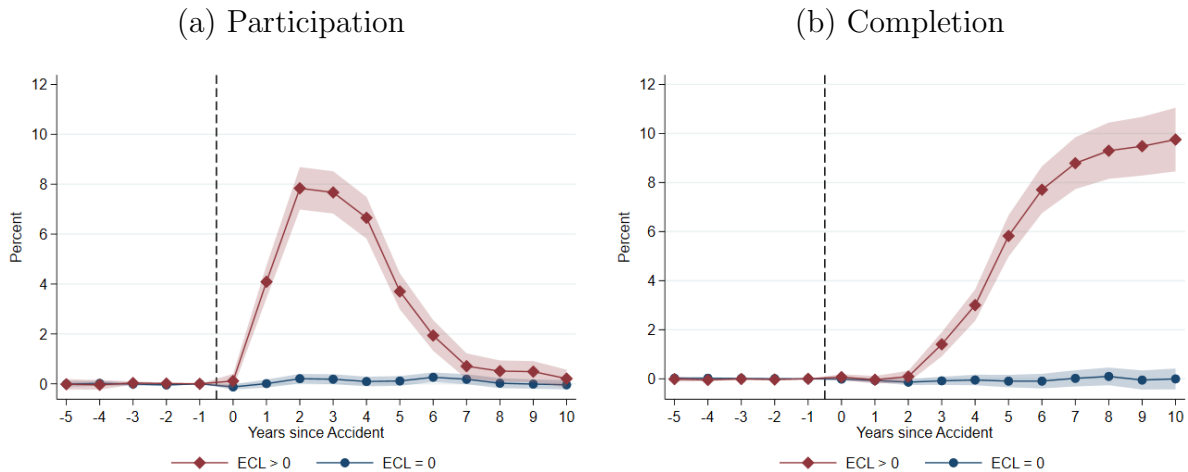 (a) Participation
12
10
8
6
4
2
0
Percent
-5 -4 -3 -2 -1 0 1 2 3 4 5 6 7 8 9 10
Years since Accident
ECL > 0 ECL = 0
(b) Completion
12
10
8
6
4
2
0
Percent
-5 -4 -3 -2 -1 0 1 2 3 4 5 6 7 8 9 10
Years since Accident
ECL > 0 ECL = 0